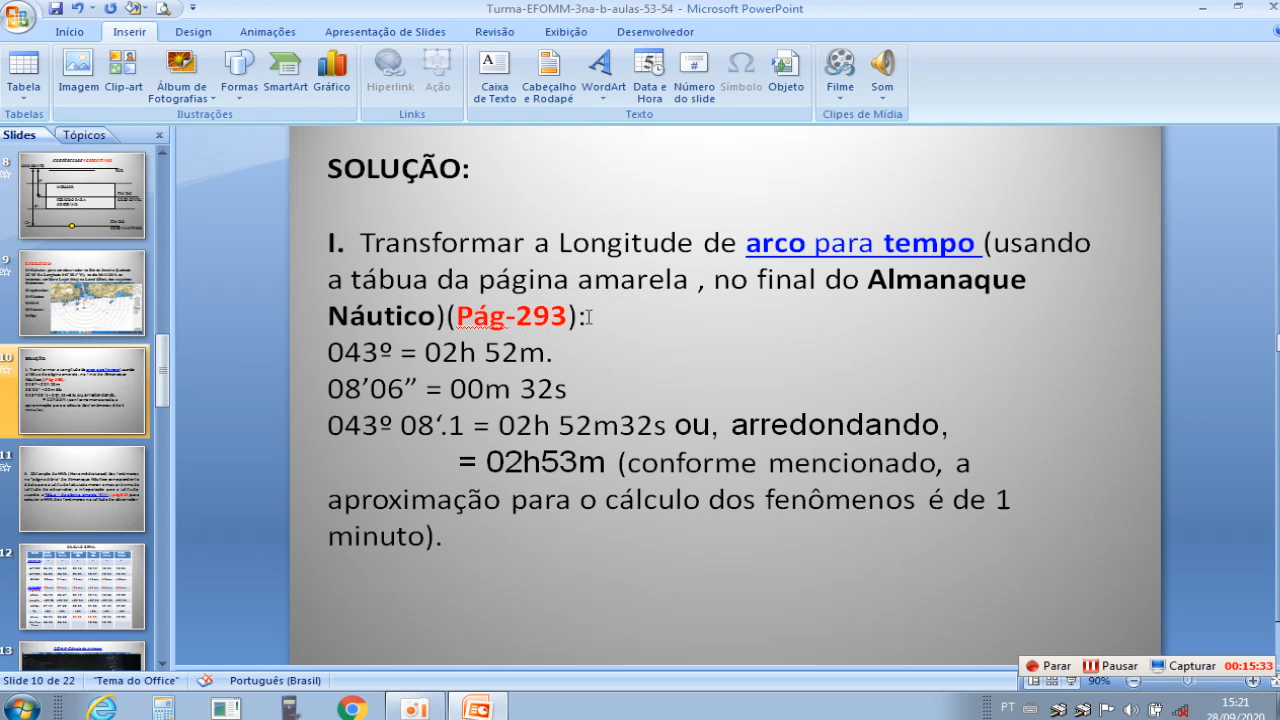 Turma-EFOMM-3na-b-aulas-53-54 - Microsoft PowerPoint
Início Inserir Design Animações Apresentação de Slides Revisão Exibição Desenvolvedor
Tabela Imagem Clip-art Álbum de Fotografias Formas SmartArt Gráfico Hiperlink Ação Caixa de Texto Cabeçalho e Rodapé WordArt Data e Hora Número do slide Símbolo Objeto Filme Som
Tabelas Ilustrações Links Texto Clipes de Mídia
Slides Tópicos
8
9
10
11
12
13
SOLUÇÃO:
I. Transformar a Longitude de arco para tempo (usando
a tábua da página amarela , no final do Almanaque
Náutico)(Pág-293):
043º = 02h 52m.
08’06” = 00m 32s
043º 08‘.1 = 02h 52m32s ou, arredondando,
= 02h53m (conforme mencionado, a
aproximação para o cálculo dos fenômenos é de 1
minuto).
Parar Pausar Capturar 00:15:33
Slide 10 de 22 "Tema do Office" Português (Brasil) 90%
PT 15:21
28/09/2020